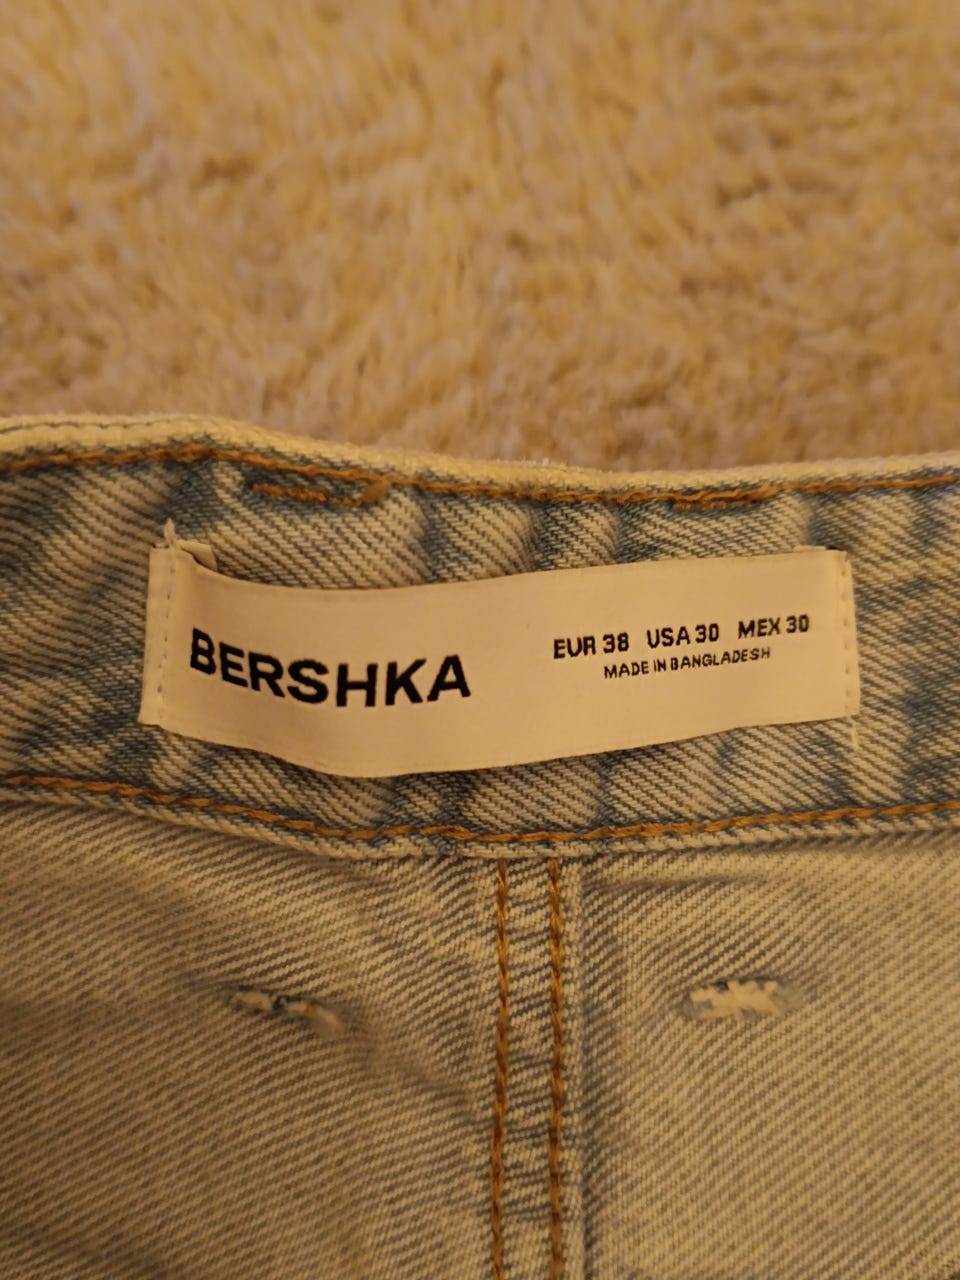 BERSHKA
EUR 38 USA 30 MEX 30
MADE IN BANGLADESH